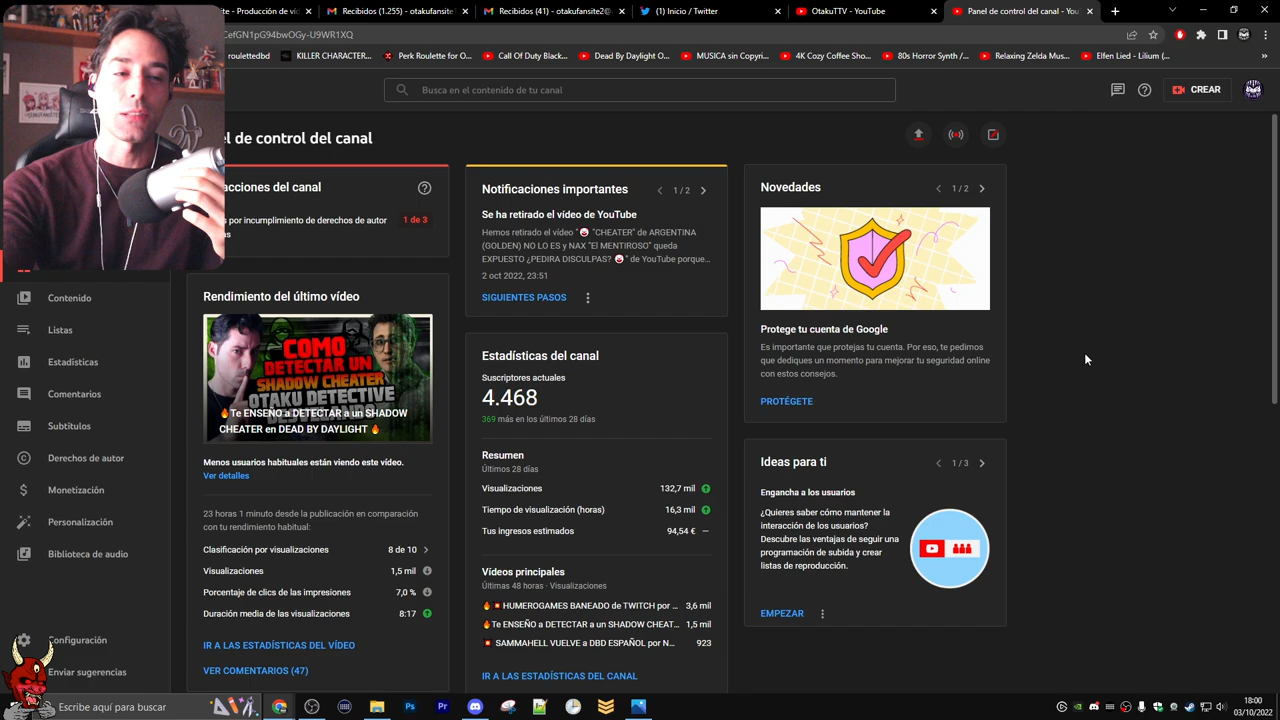 ite - Producción de ví
Recibidos (1.255) - otakufansite
Recibidos (41) - otakufansite2@
(1) Inicio / Twitter
OtakuTTV - YouTube
Panel de control del canal - You
CefGN1pG94bwOGy-U9WR1XQ
roulettedbd
KILLER CHARACTER...
Perk Roulette for O...
Call Of Duty Black...
Dead By Daylight O...
MUSICA sin Copyri...
4K Cozy Coffee Sho...
80s Horror Synth /...
Relaxing Zelda Mus...
Elfen Lied - Lilium (...
Busca en el contenido de tu canal
CREAR
el de control del canal
acciones del canal
s por incumplimiento de derechos de autor
1 de 3
as
Contenido
Listas
Estadísticas
Comentarios
Subtítulos
Derechos de autor
Monetización
Personalización
Biblioteca de audio
Configuración
Enviar sugerencias
Rendimiento del último vídeo
COMO
DETECTAR UN
SHADOW CHEATER
OTAKU DETECTIVE
🔥Te ENSEÑO a DETECTAR a un SHADOW
CHEATER en DEAD BY DAYLIGHT 🔥
Menos usuarios habituales están viendo este vídeo.
Ver detalles
23 horas 1 minuto desde la publicación en comparación
con tu rendimiento habitual:
Clasificación por visualizaciones 8 de 10
Visualizaciones 1,5 mil
Porcentaje de clics de las impresiones 7,0 %
Duración media de las visualizaciones 8:17
IR A LAS ESTADÍSTICAS DEL VÍDEO
VER COMENTARIOS (47)
Notificaciones importantes
1 / 2
Se ha retirado el vídeo de YouTube
Hemos retirado el vídeo "🤡 "CHEATER" de ARGENTINA
(GOLDEN) NO LO ES y NAX "El MENTIROSO" queda
EXPUESTO ¿PEDIRA DISCULPAS? 🤡" de YouTube porque...
2 oct 2022, 23:51
SIGUIENTES PASOS
Estadísticas del canal
Suscriptores actuales
4.468
369 más en los últimos 28 días
Resumen
Últimos 28 días
Visualizaciones 132,7 mil
Tiempo de visualización (horas) 16,3 mil
Tus ingresos estimados 94,54 € —
Vídeos principales
Últimas 48 horas · Visualizaciones
🔥💥 HUMEROGAMES BANEADO de TWITCH por ... 3,6 mil
🔥Te ENSEÑO a DETECTAR a un SHADOW CHEAT... 1,5 mil
💥 SAMMAHELL VUELVE a DBD ESPAÑOL por N... 923
IR A LAS ESTADÍSTICAS DEL CANAL
Novedades
1 / 2
Protege tu cuenta de Google
Es importante que protejas tu cuenta. Por eso, te pedimos
que dediques un momento para mejorar tu seguridad online
con estos consejos.
PROTÉGETE
Ideas para ti
1 / 3
Engancha a los usuarios
¿Quieres saber cómo mantener la
interacción de los usuarios?
Descubre las ventajas de seguir una
programación de subida y crear
listas de reproducción.
EMPEZAR
Escribe aquí para buscar
Ps
Pr
18:00
03/10/2022